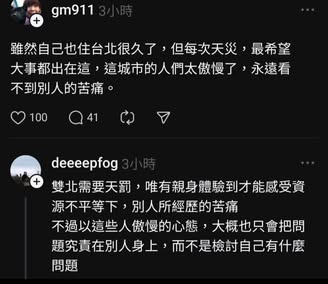 gm911 3小時
雖然自己也住台北很久了，但每次天災，最希望
大事都出在這，這城市的人們太傲慢了，永遠看
不到別人的苦痛。
100 41
deeeepfog 3小時
雙北需要天罰，唯有親身體驗到才能感受資
源不平等下，別人所經歷的苦痛
不過以這些人傲慢的心態，大概也只會把問
題究責在別人身上，而不是檢討自己有什麼
問題